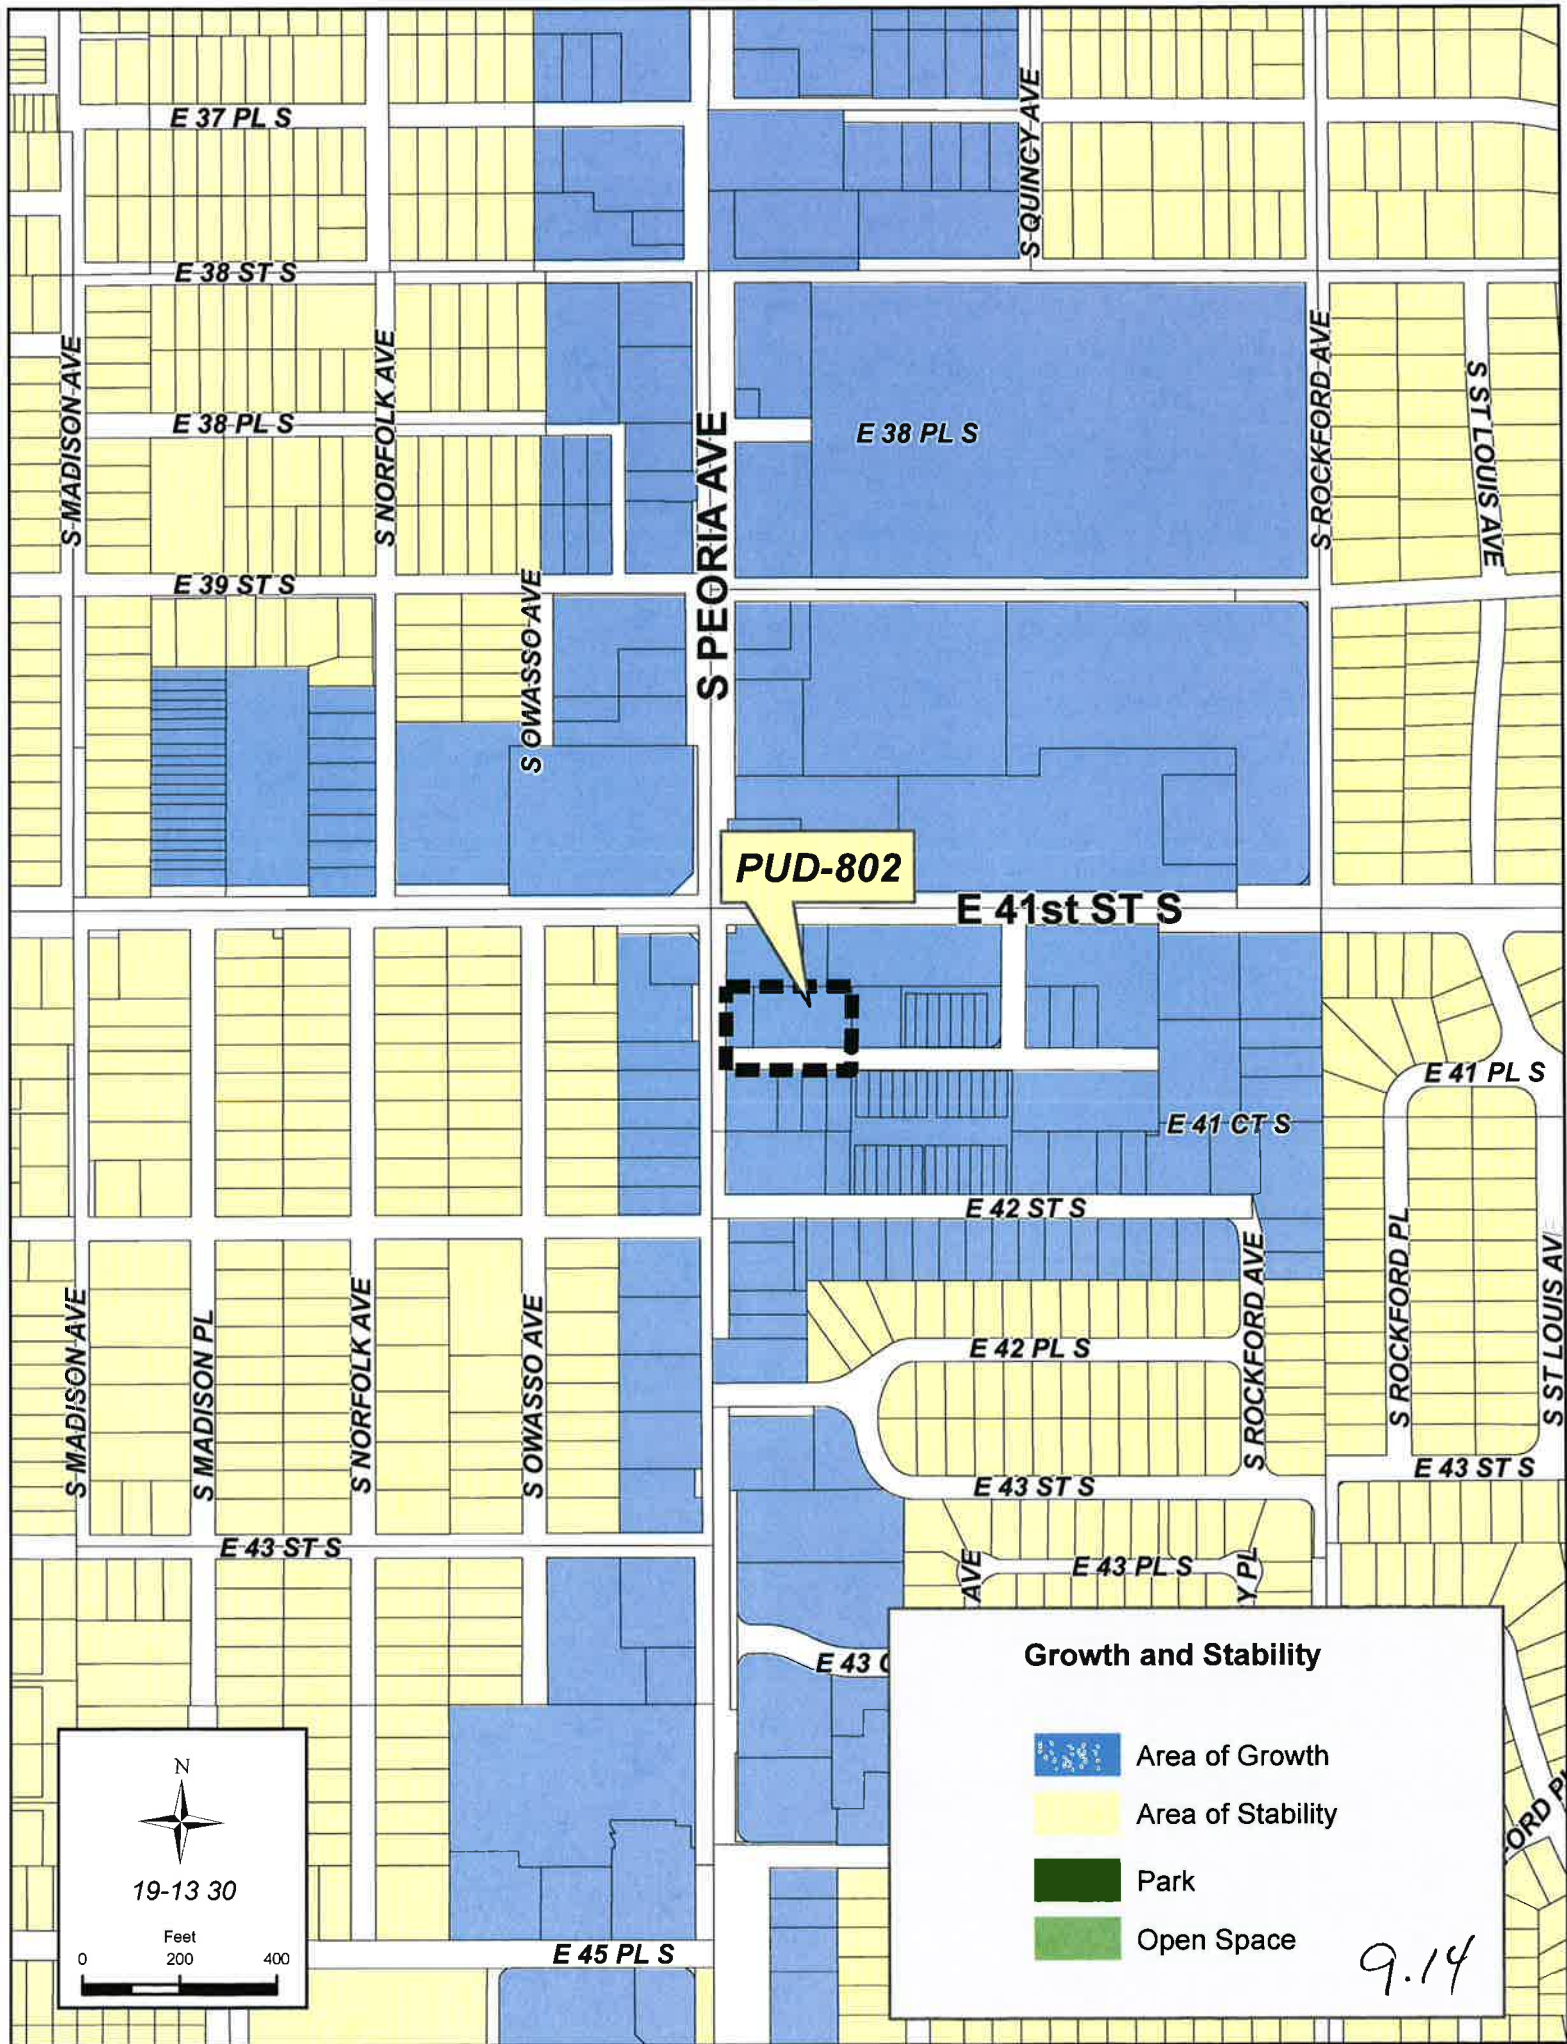 E 37 PL S
S QUINCY AVE
E 38 ST S
S MADISON AVE
S NORFOLK AVE
S ROCKFORD AVE
S ST LOUIS AVE
E 38 PL S
E 38 PL S
S PEORIA AVE
E 39 ST S
S OWASSO AVE
PUD-802
E 41st ST S
E 41 PL S
E 41 CT S
E 42 ST S
S MADISON AVE
S MADISON PL
S NORFOLK AVE
S OWASSO AVE
S ROCKFORD AVE
S ROCKFORD PL
S ST LOUIS AV
E 42 PL S
E 43 ST S
E 43 ST S
E 43 ST S
AVE
E 43 PL S
Y PL
E 43 C
ORD PL
E 45 PL S
N
19-13 30
Feet
0 200 400
Growth and Stability
Area of Growth
Area of Stability
Park
Open Space
9.14